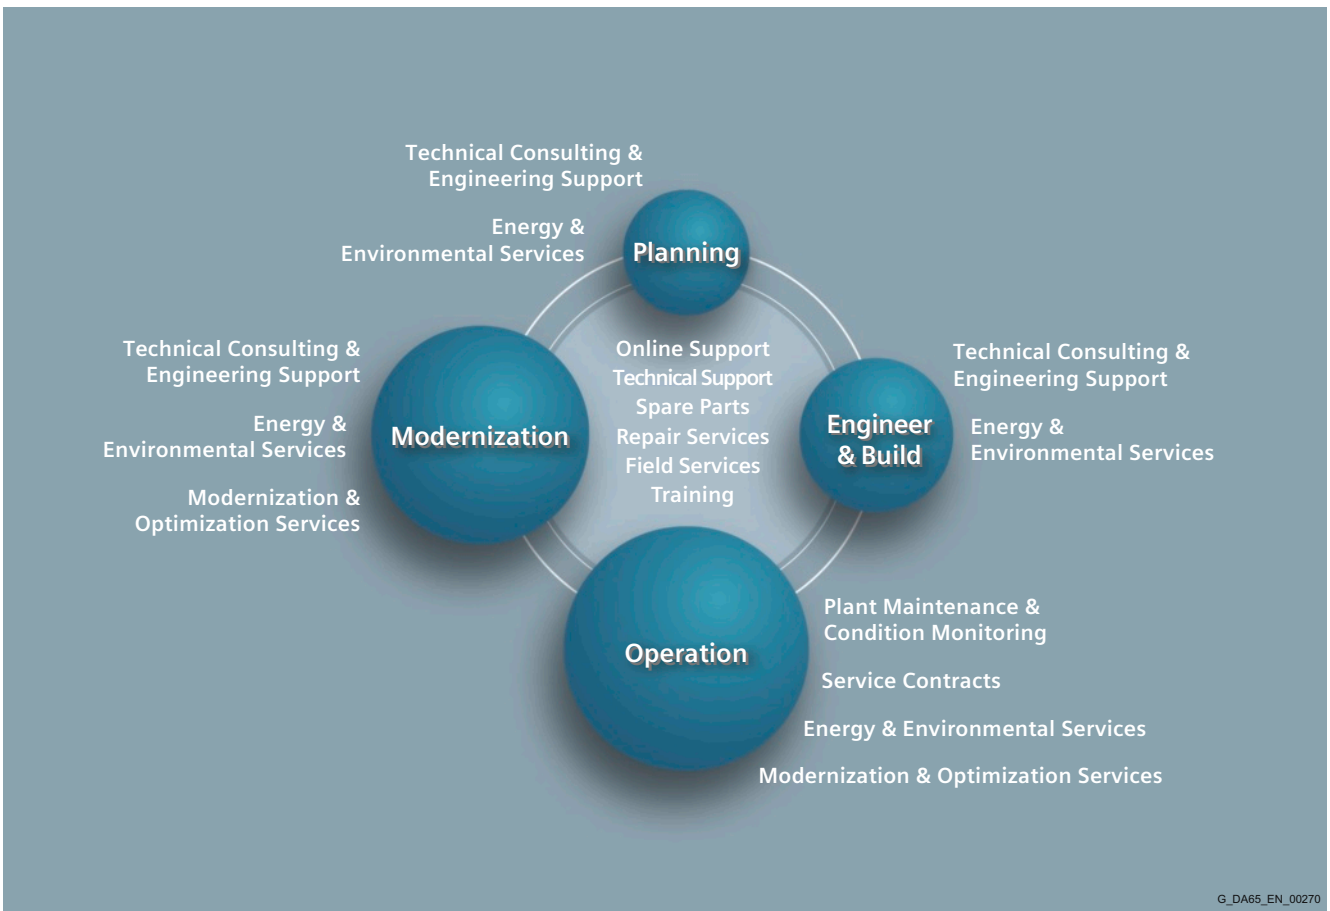 Technical Consulting &
Engineering Support
Energy &
Environmental Services
Planning
Technical Consulting &
Engineering Support
Energy &
Environmental Services
Modernization &
Optimization Services
Modernization
Online Support
Technical Support
Spare Parts
Repair Services
Field Services
Training
Engineer
& Build
Technical Consulting &
Engineering Support
Energy &
Environmental Services
Operation
Plant Maintenance &
Condition Monitoring
Service Contracts
Energy & Environmental Services
Modernization & Optimization Services
G_DA65_EN_00270